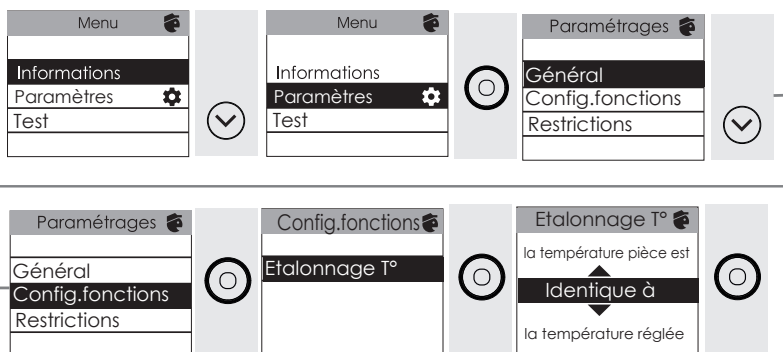 Menu
Informations
Paramètres
Test
Menu
Informations
Paramètres
Test
Paramétrages
Général
Config.fonctions
Restrictions
Paramétrages
Général
Config.fonctions
Restrictions
Config.fonctions
Etalonnage T°
Etalonnage T°
la température pièce est
Identique à
la température réglée